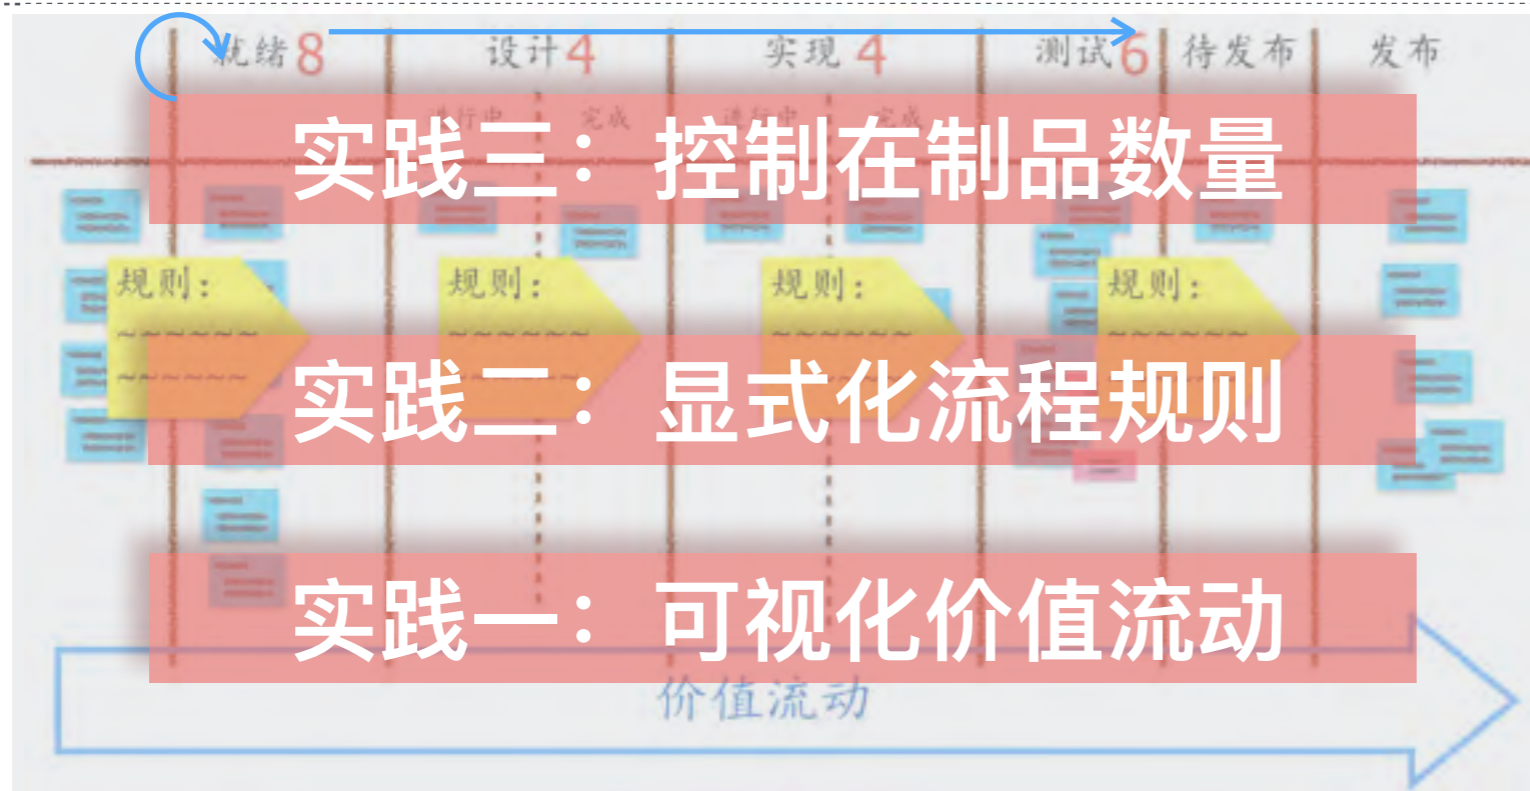 就绪8 设计4 实现4 测试6 待发布 发布
进行中 完成 进行中 完成
实践三：控制在制品数量
规则： 规则： 规则： 规则：
实践二：显式化流程规则
实践一：可视化价值流动
价值流动